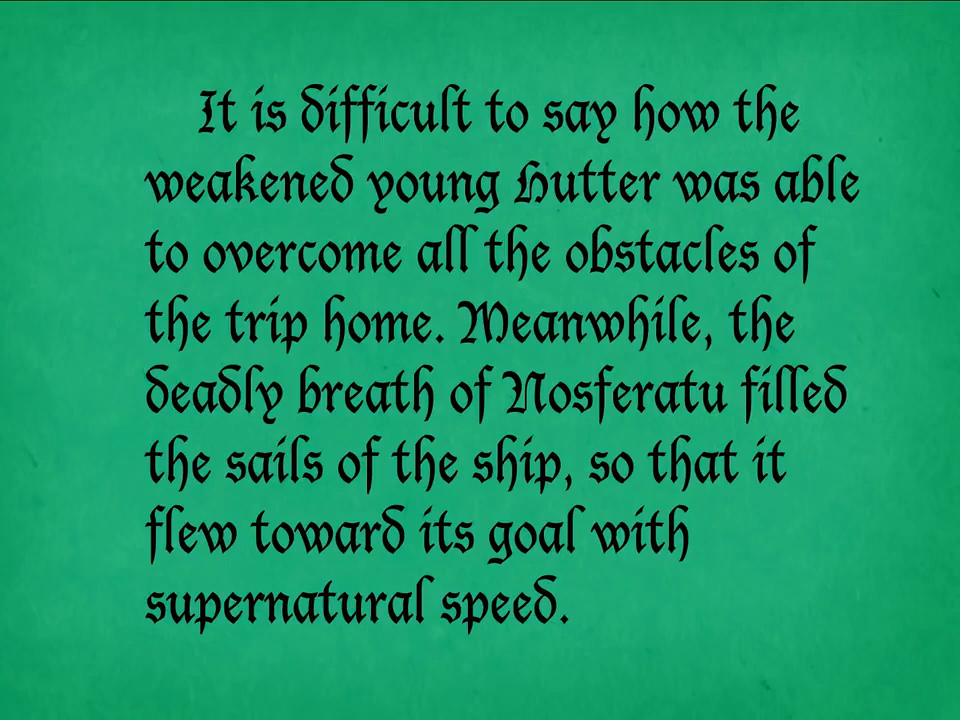 It is difficult to say how the
weakened young Hutter was able
to overcome all the obstacles of
the trip home. Meanwhile, the
deadly breath of Nosferatu filled
the sails of the ship, so that it
flew toward its goal with
supernatural speed.